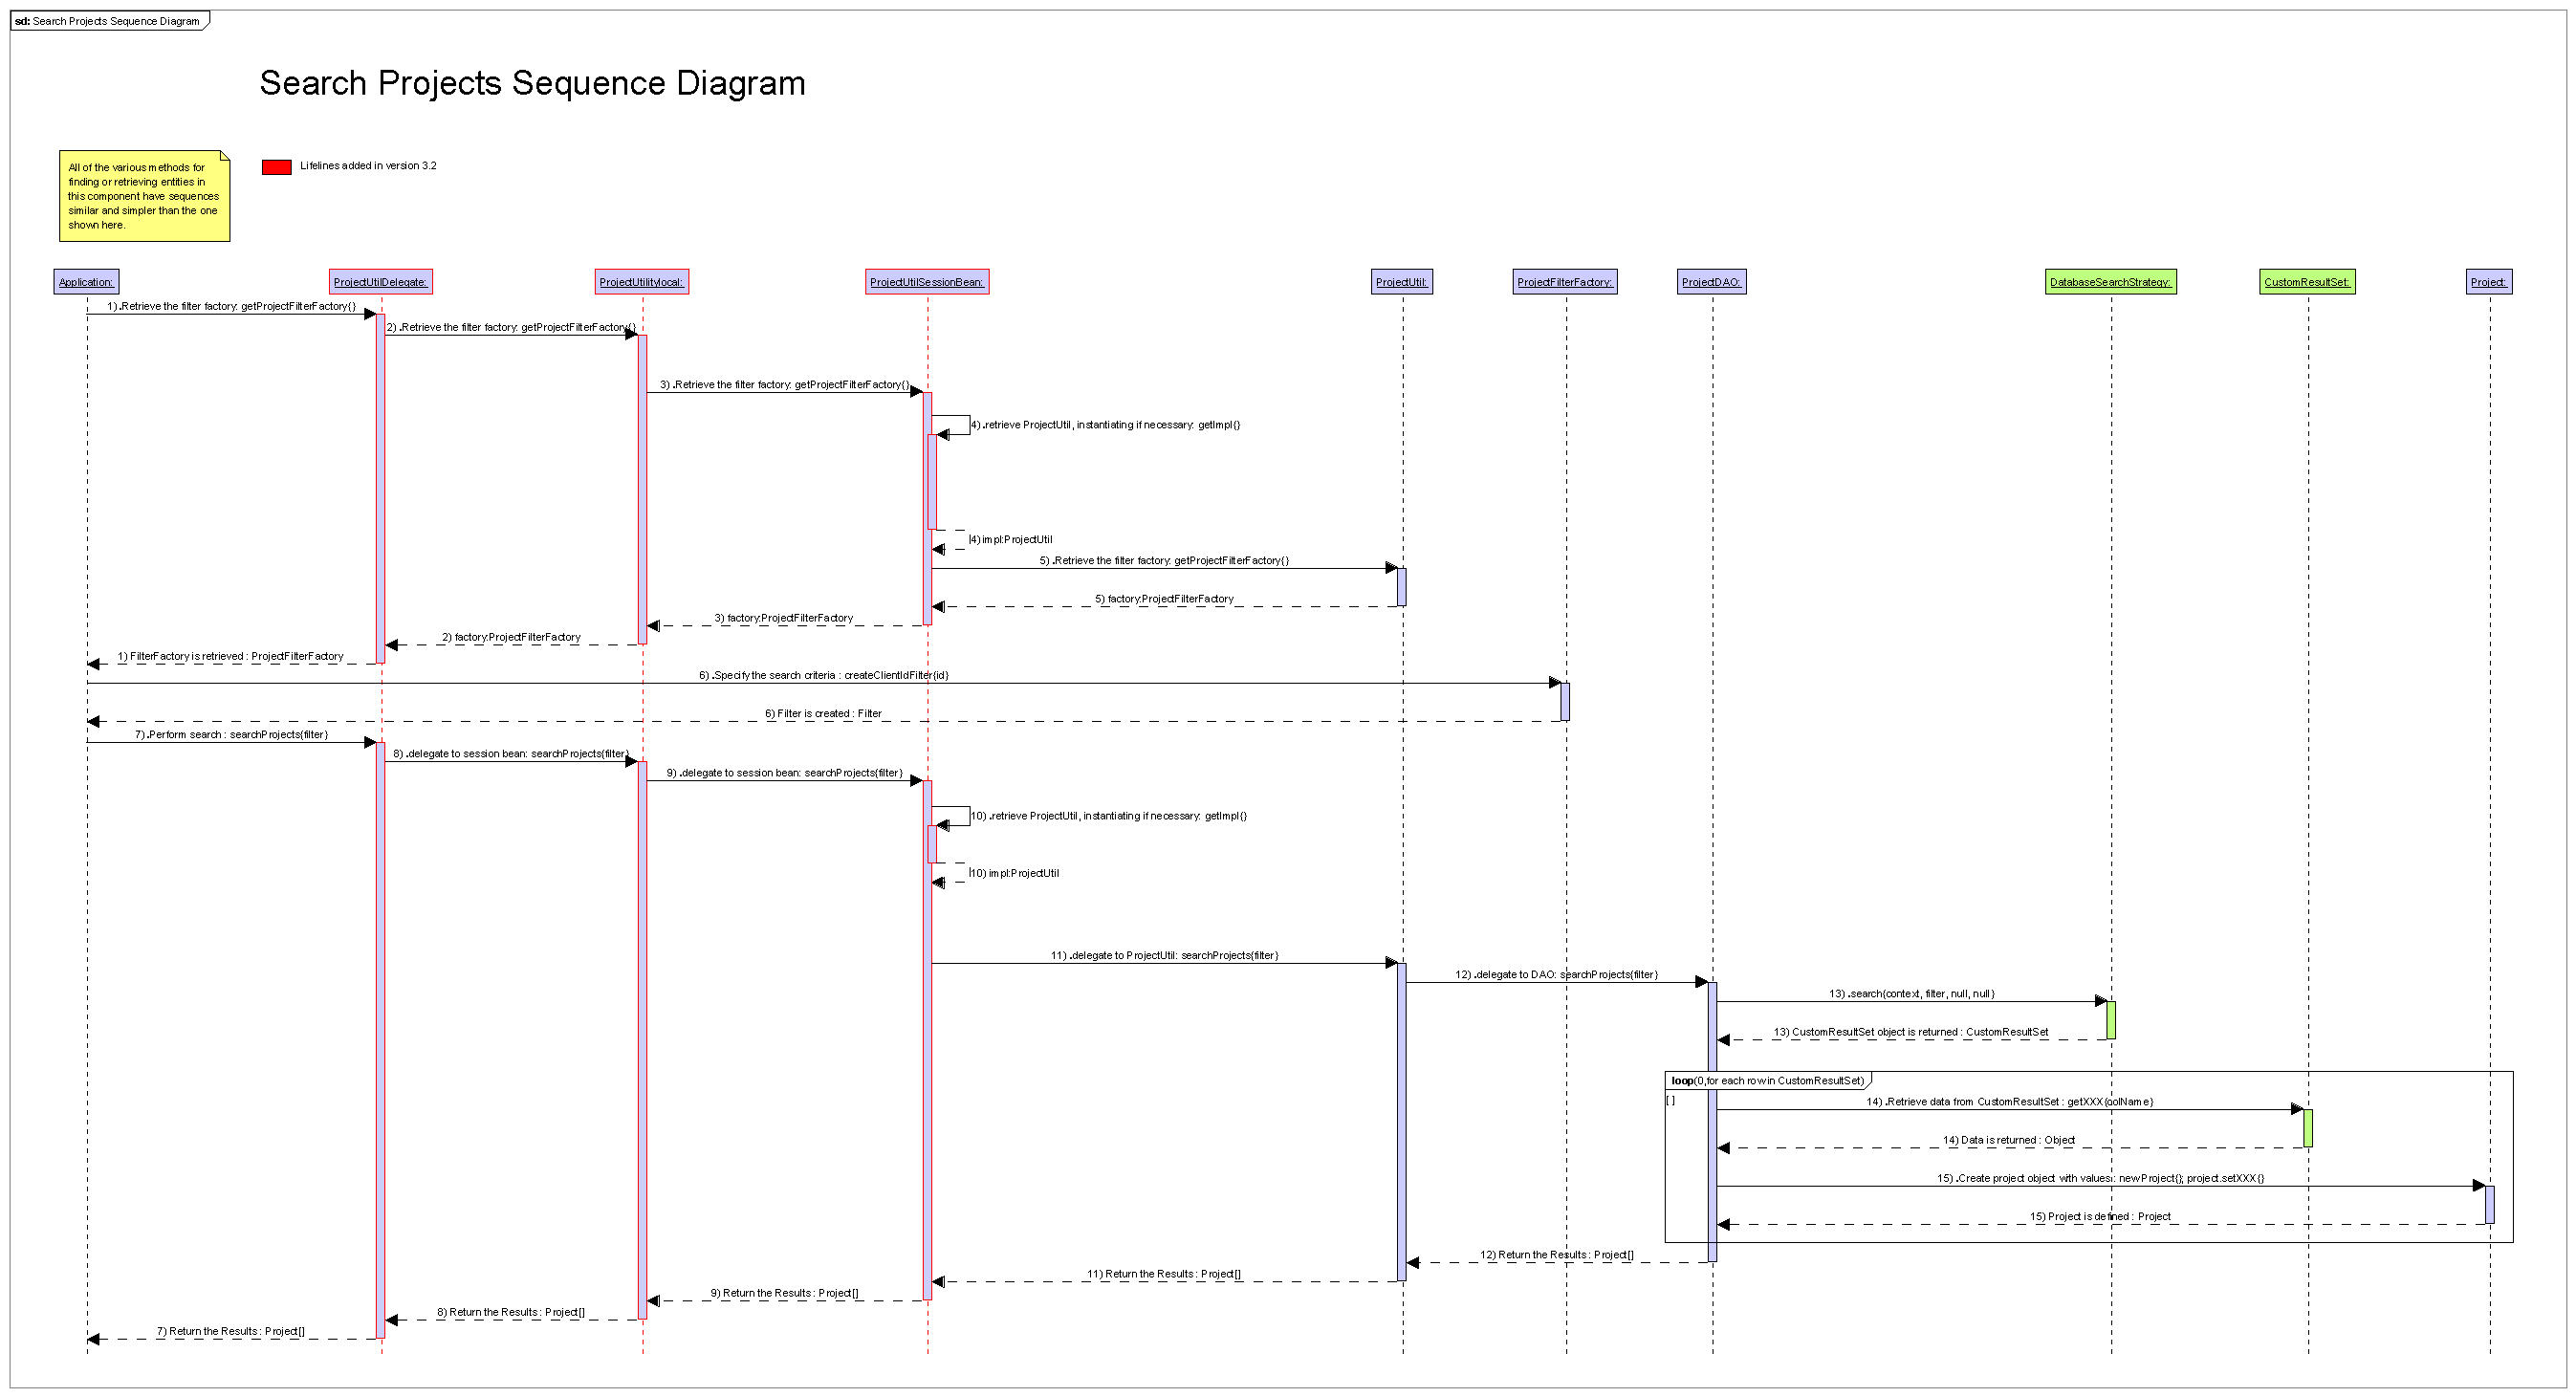 sd: Search Projects Sequence Diagram
Search Projects Sequence Diagram
All of the various methods for
finding or retrieving entities in
this component have sequences
similar and simpler than the one
shown here.
Lifelines added in version 3.2
Application:
ProjectUtilDelegate:
ProjectUtilitylocal:
ProjectUtilSessionBean:
ProjectUtil:
ProjectFilterFactory:
ProjectDAO:
DatabaseSearchStrategy:
CustomResultSet:
Project:
1) .Retrieve the filter factory: getProjectFilterFactory()
2) .Retrieve the filter factory: getProjectFilterFactory()
3) .Retrieve the filter factory: getProjectFilterFactory()
4) .retrieve ProjectUtil, instantiating if necessary: getImpl()
4) impl:ProjectUtil
5) .Retrieve the filter factory: getProjectFilterFactory()
5) factory:ProjectFilterFactory
3) factory:ProjectFilterFactory
2) factory:ProjectFilterFactory
1) FilterFactory is retrieved : ProjectFilterFactory
6) .Specify the search criteria : createClientIdFilter(id)
6) Filter is created : Filter
7) .Perform search : searchProjects(filter)
8) .delegate to session bean: searchProjects(filter)
9) .delegate to session bean: searchProjects(filter)
10) .retrieve ProjectUtil, instantiating if necessary: getImpl()
10) impl:ProjectUtil
11) .delegate to ProjectUtil: searchProjects(filter)
12) .delegate to DAO: searchProjects(filter)
13) .search(context, filter, null, null)
13) CustomResultSet object is returned : CustomResultSet
loop(0,for each row in CustomResultSet)
[ ]
14) .Retrieve data from CustomResultSet : getXXX(colName)
14) Data is returned : Object
15) .Create project object with values : new Project(); project.setXXX()
15) Project is defined : Project
12) Return the Results : Project[]
11) Return the Results : Project[]
9) Return the Results : Project[]
8) Return the Results : Project[]
7) Return the Results : Project[]